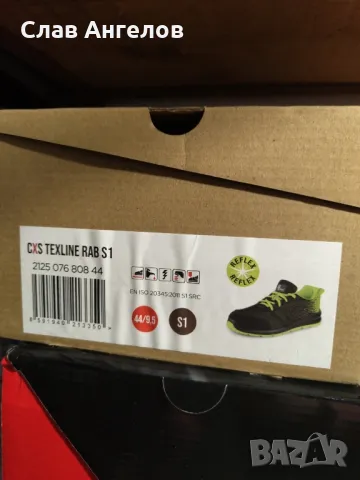 Слав Ангелов
CXS TEXLINE RAB S1
2125 076 808 44
REFLEX
REFLEX
EN ISO 20345:2011 S1 SRC
44/9.5
S1
BAZAR